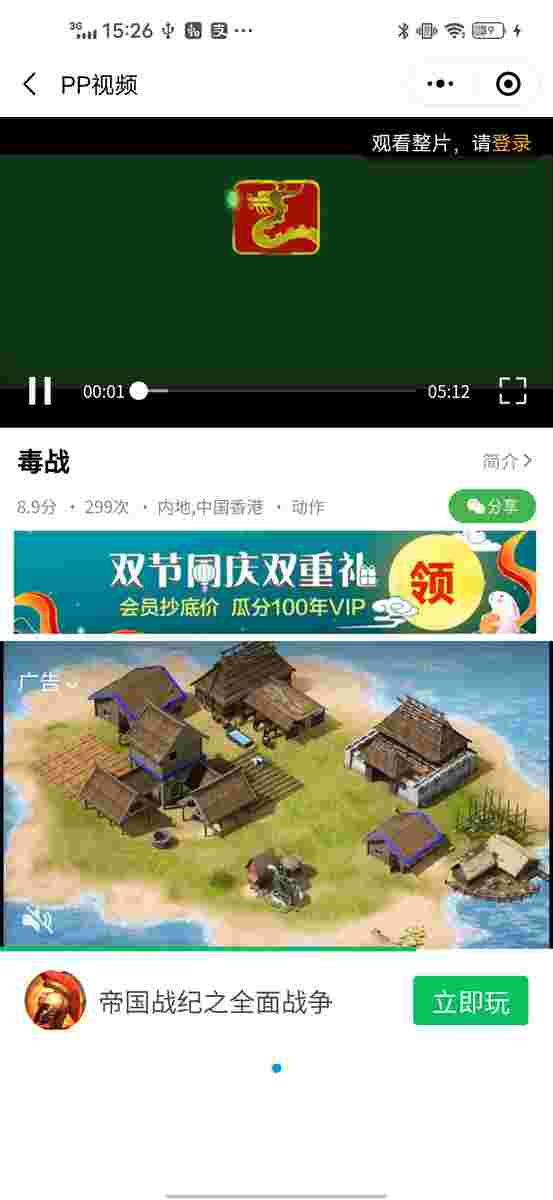 3G 15:26
PP视频
观看整片，请登录
00:01
05:12
毒战
简介
8.9分 · 299次 · 内地,中国香港 · 动作
分享
双节同庆双重礼
会员抄底价 瓜分100年VIP
领
广告
帝国战纪之全面战争
立即玩